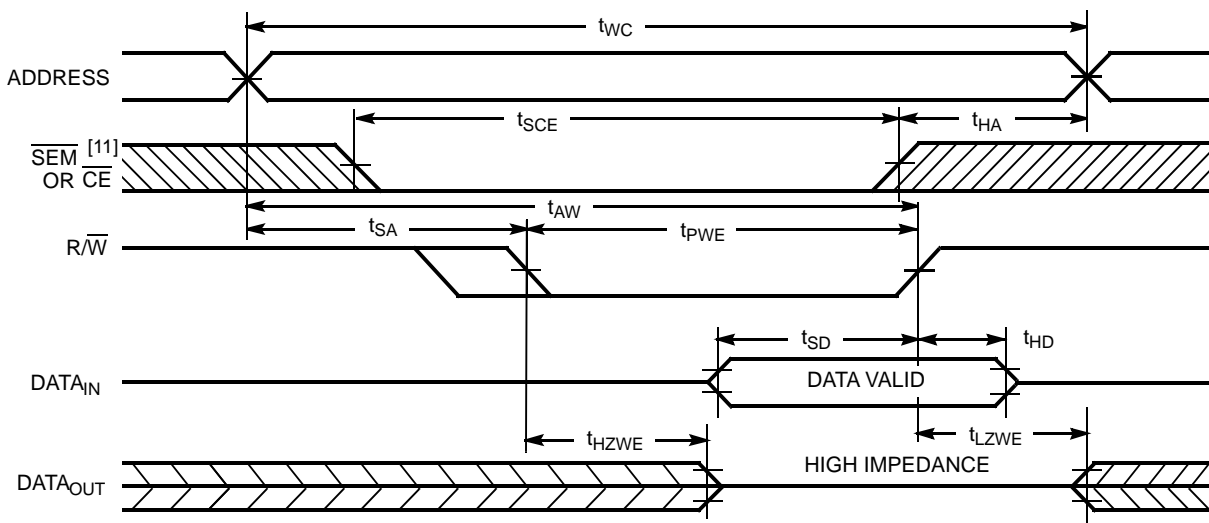 tWC
ADDRESS
tSCE
tHA
SEM [11]
OR CE
tAW
tSA
tPWE
R/W
tSD
tHD
DATAIN
DATA VALID
tHZWE
tLZWE
HIGH IMPEDANCE
DATAOUT